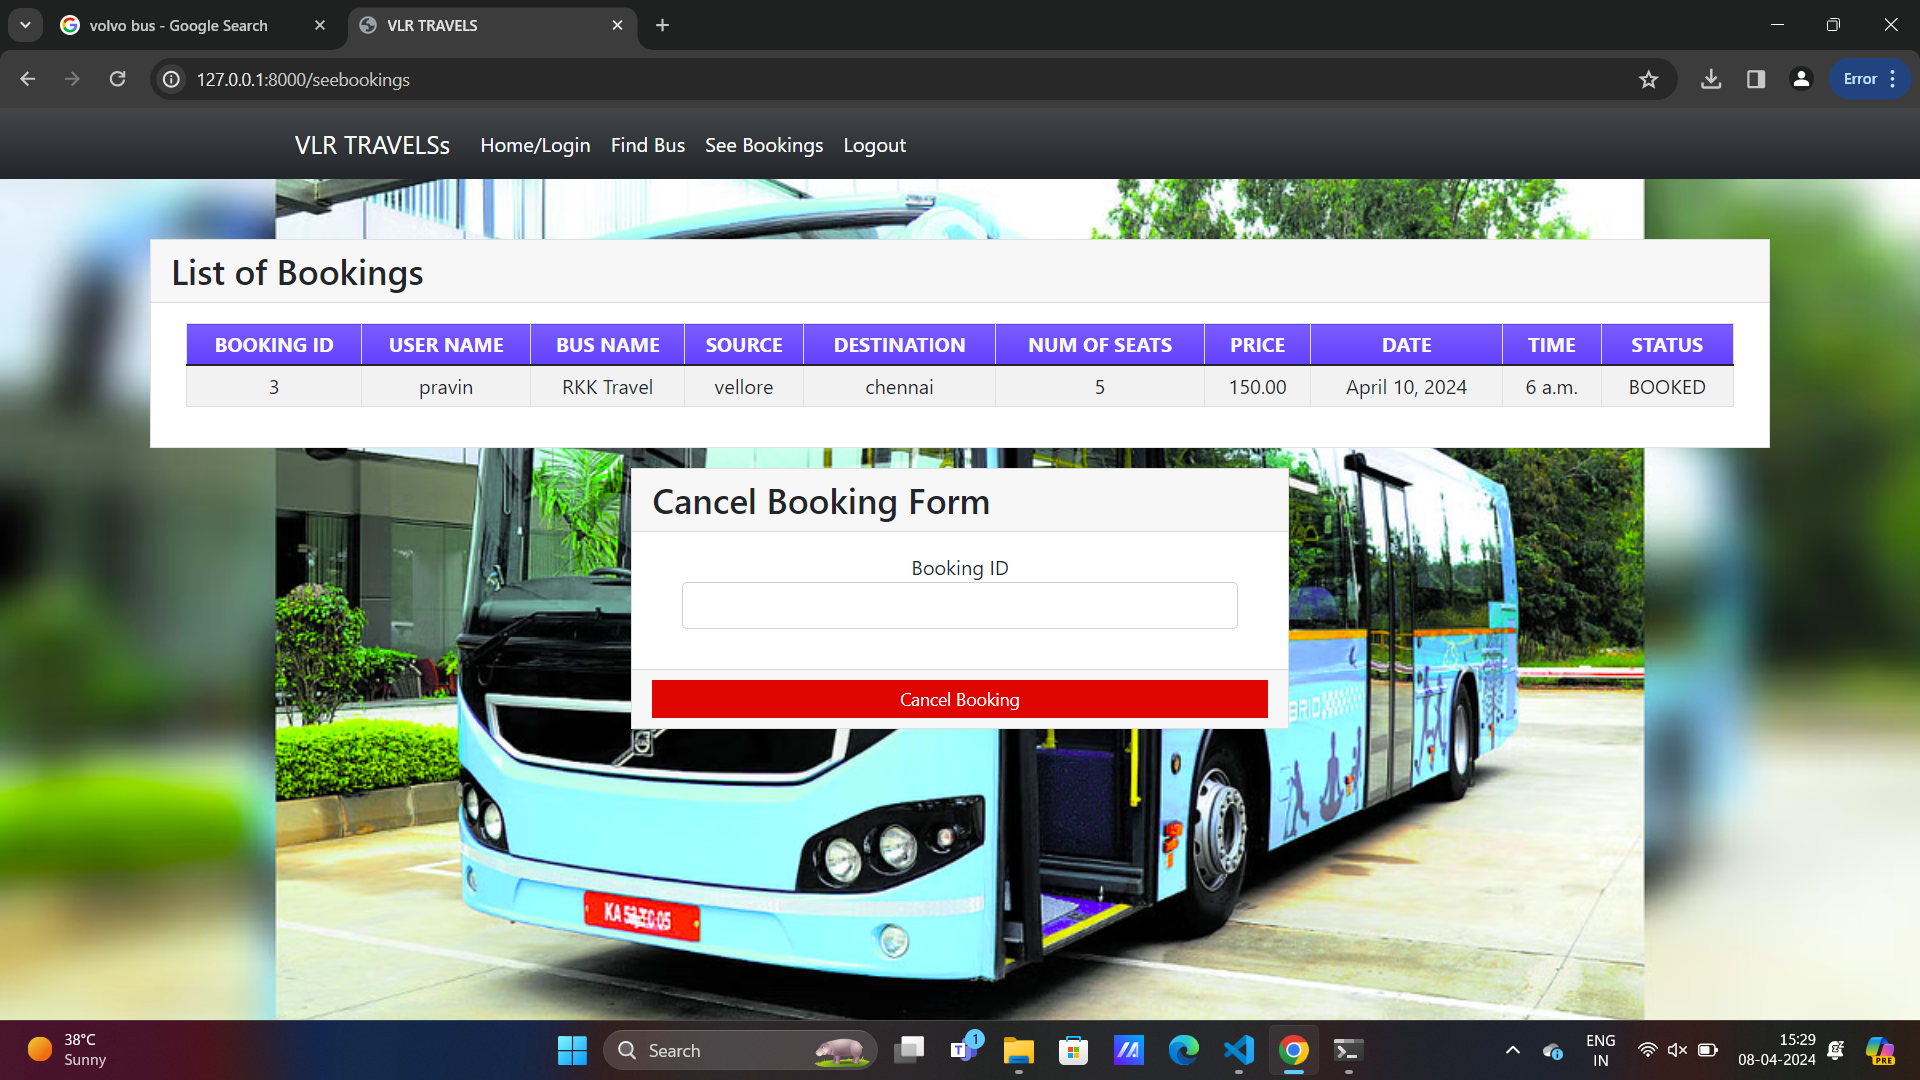 volvo bus - Google Search
VLR TRAVELS
127.0.0.1:8000/seebookings
Error
VLR TRAVELSs Home/Login Find Bus See Bookings Logout
List of Bookings
BOOKING ID USER NAME BUS NAME SOURCE DESTINATION NUM OF SEATS PRICE DATE TIME STATUS
3 pravin RKK Travel vellore chennai 5 150.00 April 10, 2024 6 a.m. BOOKED
Cancel Booking Form
Booking ID
Cancel Booking
BRID
38°C
Sunny
Search
1
PRE
ENG
IN
15:29
08-04-2024